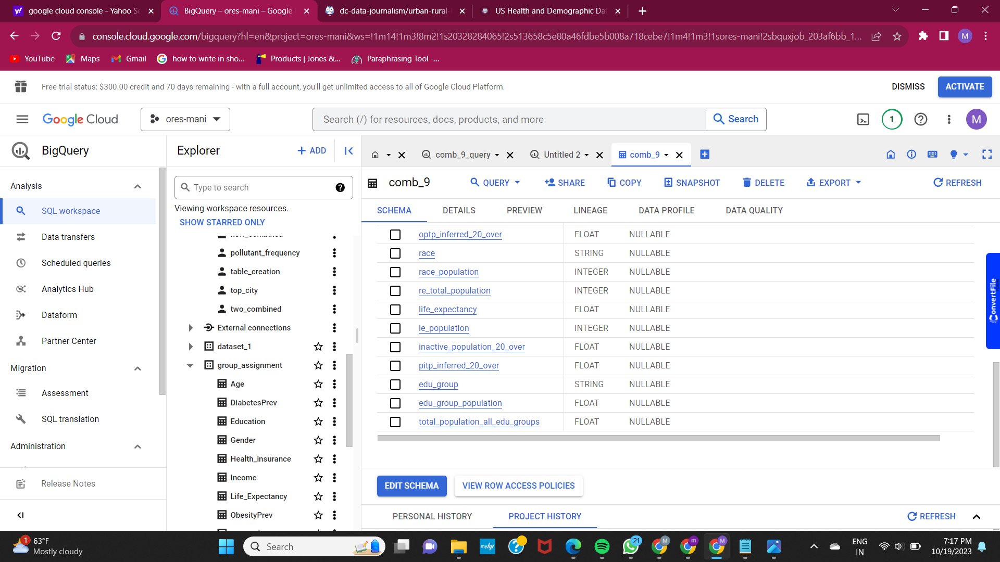 google cloud console - Yahoo Se
BigQuery – ores-mani – Google
dc-data-journalism/urban-rural-
US Health and Demographic Da
console.cloud.google.com/bigquery?hl=en&project=ores-mani&ws=!1m14!1m3!8m2!1s20328284065!2s513658c5e80a46fdbe5b008a718cebe7!1m4!1m3!1sores-mani!2sbquxjob_203af6bb_1...
M
YouTube
Maps
Gmail
how to write in sho...
Products | Jones &...
Paraphrasing Tool -...
Free trial status: $300.00 credit and 70 days remaining - with a full account, you'll get unlimited access to all of Google Cloud Platform.
DISMISS
ACTIVATE
Google Cloud
ores-mani
Search (/) for resources, docs, products, and more
Search
1
M
BigQuery
Analysis
SQL workspace
Data transfers
Scheduled queries
Analytics Hub
Dataform
Partner Center
Migration
Assessment
SQL translation
Administration
Release Notes
Explorer
+ ADD
Type to search
Viewing workspace resources.
SHOW STARRED ONLY
pollutant_frequency
table_creation
top_city
two_combined
External connections
dataset_1
group_assignment
Age
DiabetesPrev
Education
Gender
Health_insurance
Income
Life_Expectancy
ObesityPrev
comb_9_query
Untitled 2
comb_9
comb_9
QUERY
SHARE
COPY
SNAPSHOT
DELETE
EXPORT
REFRESH
SCHEMA
DETAILS
PREVIEW
LINEAGE
DATA PROFILE
DATA QUALITY
optp_inferred_20_over FLOAT NULLABLE
race STRING NULLABLE
race_population INTEGER NULLABLE
re_total_population INTEGER NULLABLE
life_expectancy FLOAT NULLABLE
le_population INTEGER NULLABLE
inactive_population_20_over FLOAT NULLABLE
pitp_inferred_20_over FLOAT NULLABLE
edu_group STRING NULLABLE
edu_group_population FLOAT NULLABLE
total_population_all_edu_groups FLOAT NULLABLE
EDIT SCHEMA
VIEW ROW ACCESS POLICIES
PERSONAL HISTORY
PROJECT HISTORY
REFRESH
ConvertFile
1
63°F
Mostly cloudy
Search
myhp
21
M
m
M
ENG
IN
7:17 PM
10/19/2023